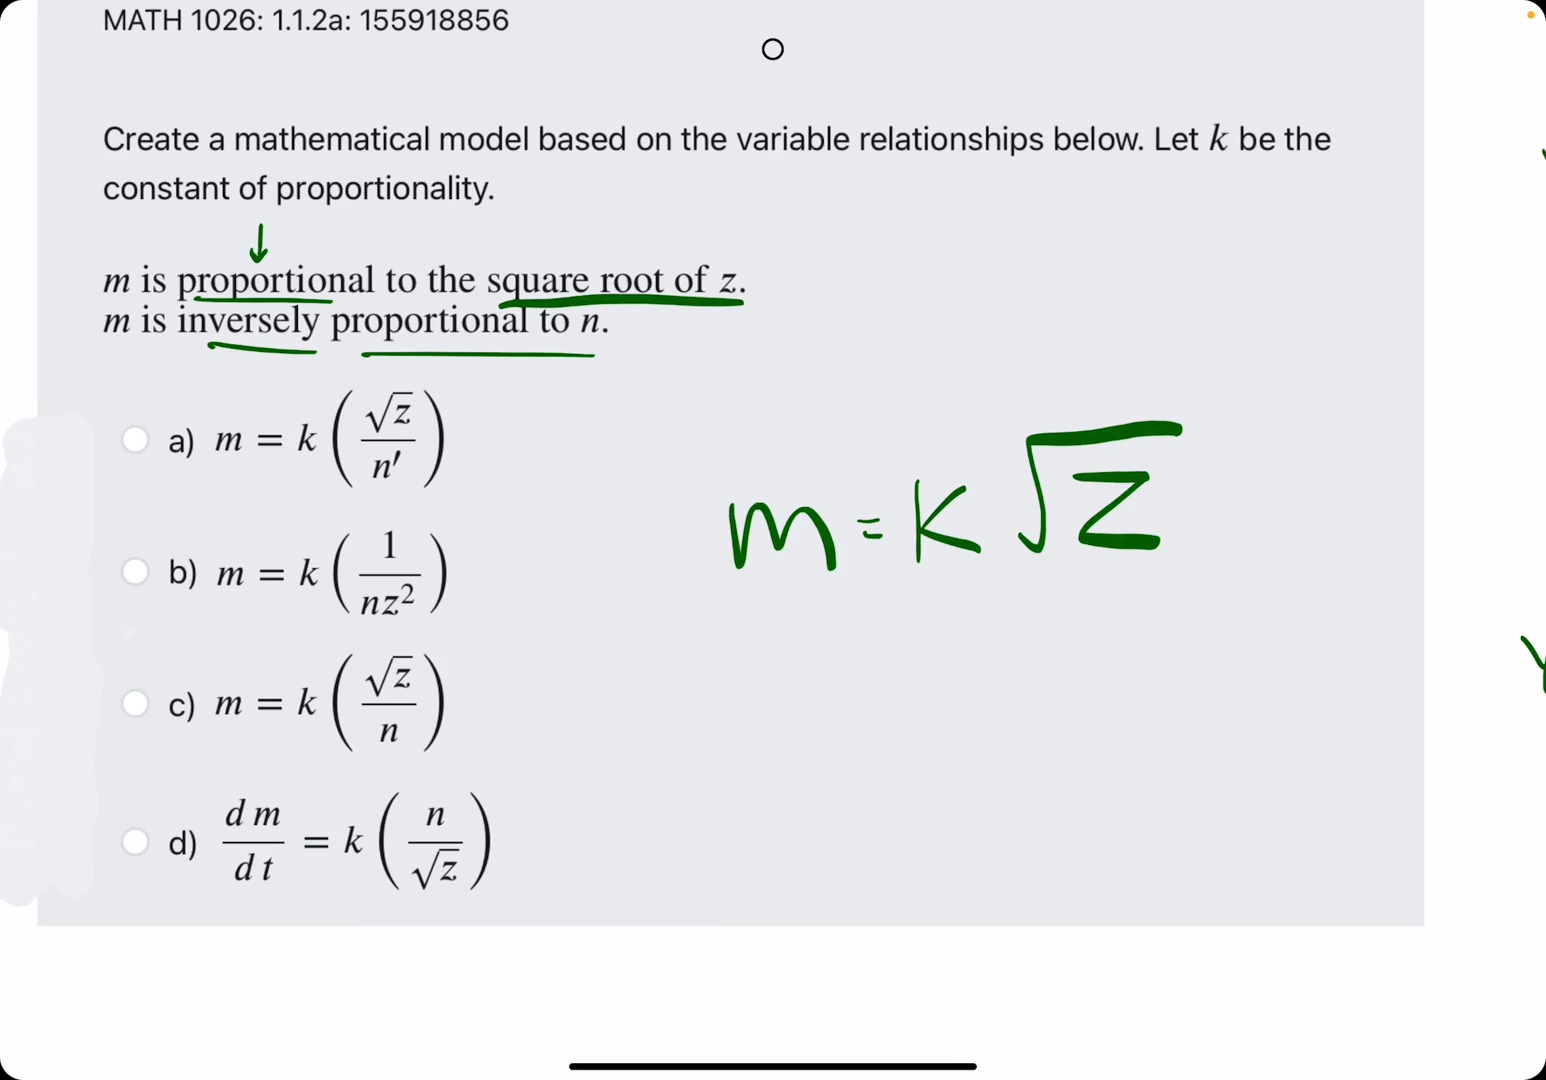 MATH 1026: 1.1.2a: 155918856
Create a mathematical model based on the variable relationships below. Let k be the
constant of proportionality.
m is proportional to the square root of z.
m is inversely proportional to n.
a) m = k (√z / n′)
b) m = k (1 / nz²)
m = k √z
c) m = k (√z / n)
d) dm/dt = k (n / √z)